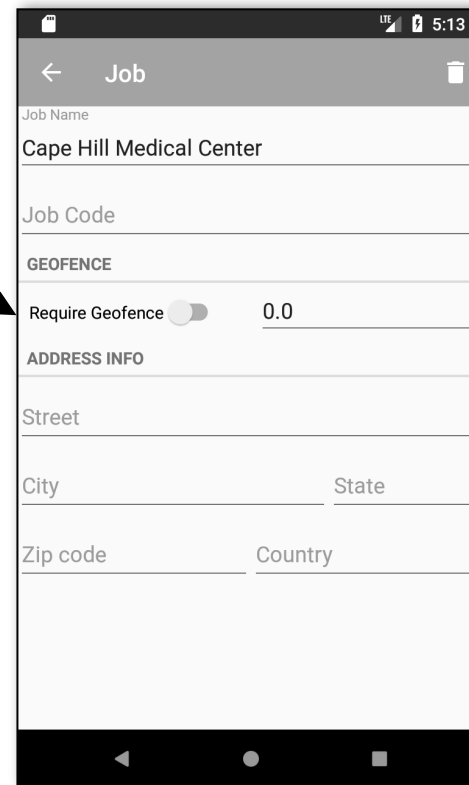 LTE 5:13
Job
Job Name
Cape Hill Medical Center
Job Code
GEOFENCE
Require Geofence 0.0
ADDRESS INFO
Street
City State
Zip code Country